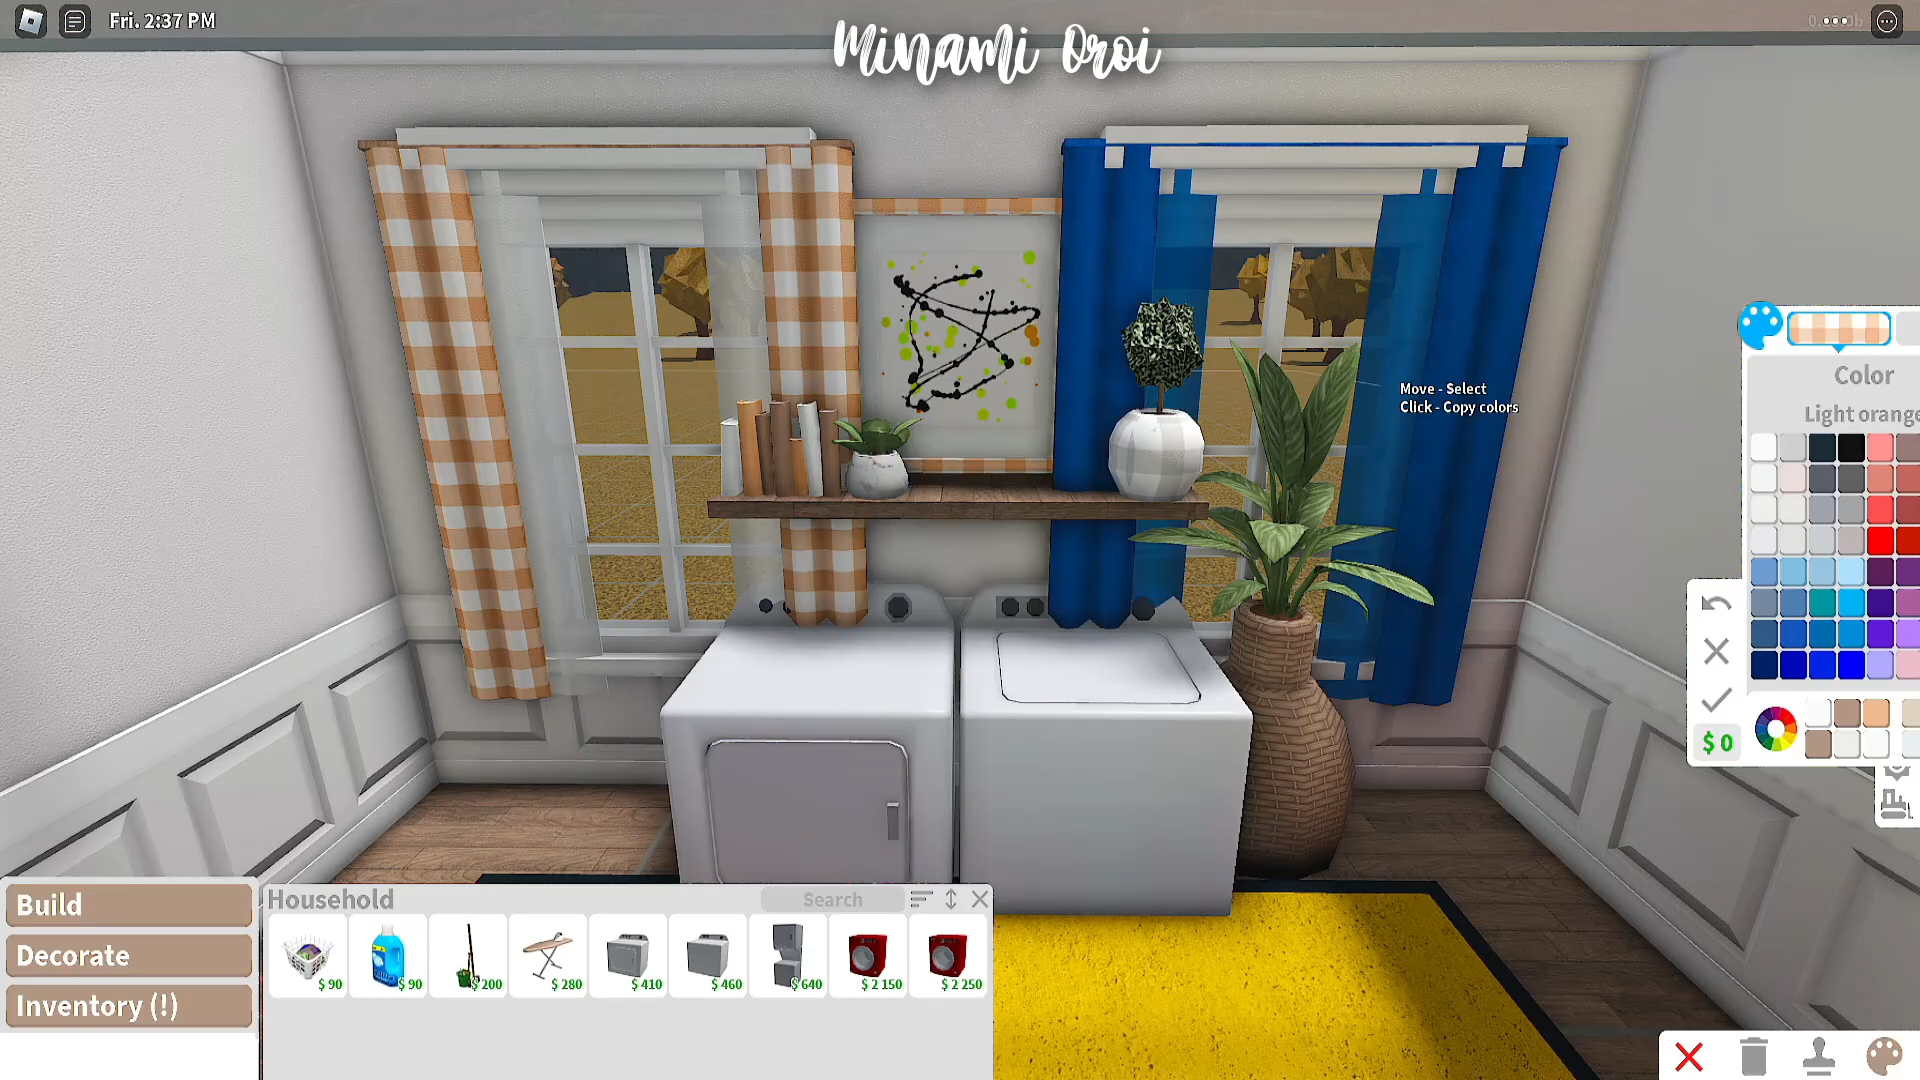 Fri. 2:37 PM
Minami Oroi
Move - Select
Click - Copy colors
Color
Light orange
$ 0
Build
Decorate
Inventory (!)
Household
Search
$ 90
$ 90
$ 200
$ 280
$ 410
$ 460
$ 640
$ 2 150
$ 2 250